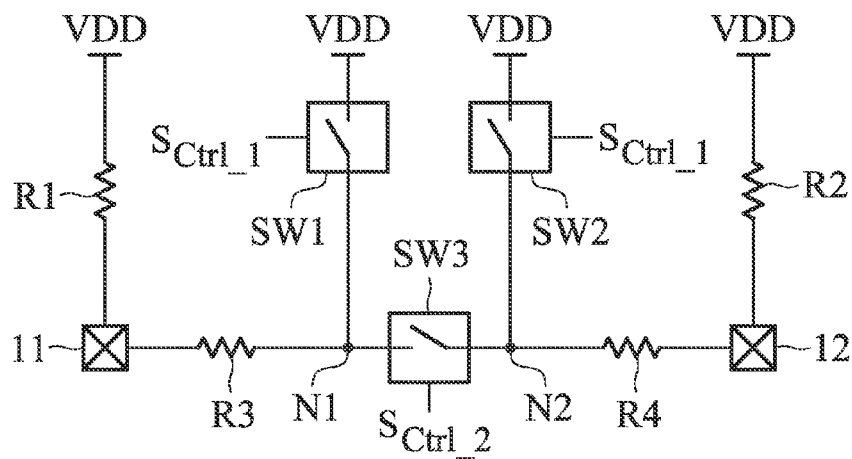 VDD VDD VDD VDD
S_Ctrl_1 S_Ctrl_1
R1 R2
SW1 SW2
SW3
11 12
R3 N1 N2 R4
S_Ctrl_2